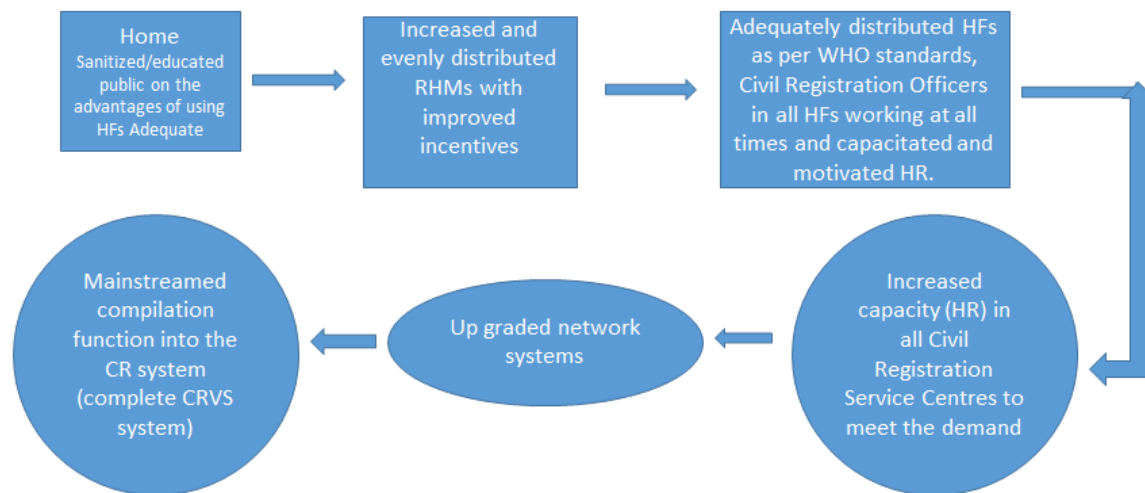 Home
Sanitized/educated
public on the
advantages of using
HFs Adequate
Increased and
evenly distributed
RHMs with
improved
incentives
Adequately distributed HFs
as per WHO standards,
Civil Registration Officers
in all HFs working at all
times and capacitated and
motivated HR.
Increased
capacity (HR) in
all Civil
Registration
Service Centres to
meet the demand
Up graded network
systems
Mainstreamed
compilation
function into the
CR system
(complete CRVS
system)